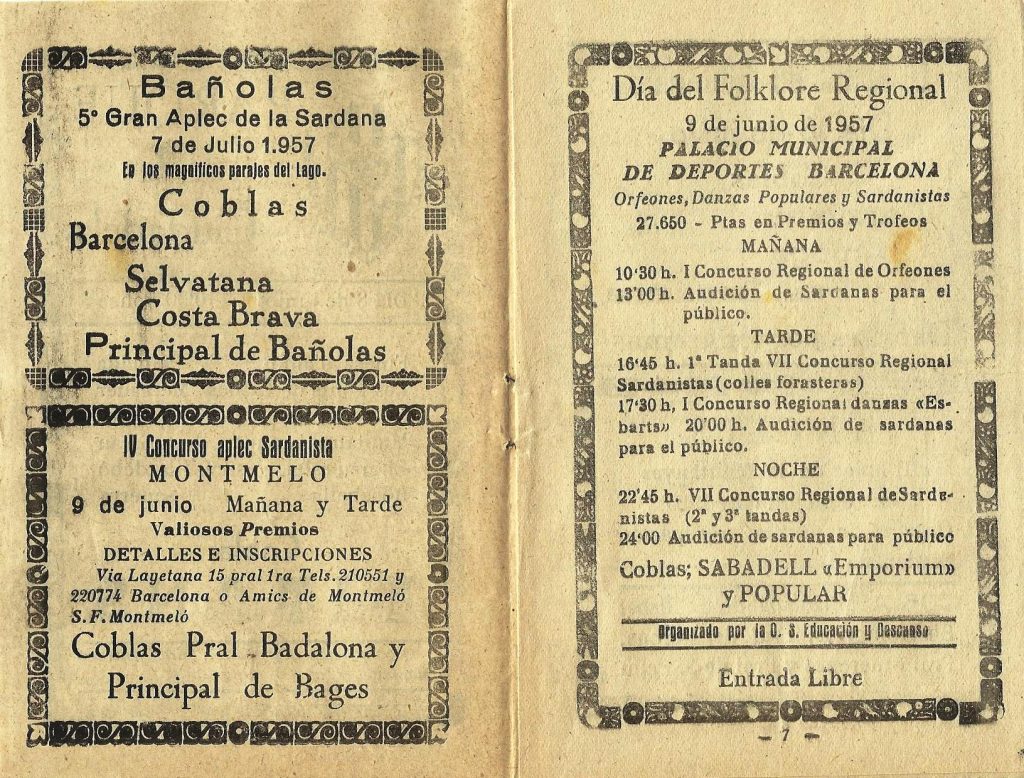 Bañolas
5º Gran Aplec de la Sardana
7 de Julio 1.957
En los magníficos parajes del Lago.
Coblas
Barcelona
Selvatana
Costa Brava
Principal de Bañolas
IV Concurso aplec Sardanista
MONTMELO
9 de junio Mañana y Tarde
Valiosos Premios
DETALLES E INSCRIPCIONES
Via Layetana 15 pral 1ra Tels. 210551 y
220774 Barcelona o Amics de Montmeló
S. F. Montmeló
Coblas Pral Badalona y
Principal de Bages
Día del Folklore Regional
9 de junio de 1957
PALACIO MUNICIPAL
DE DEPORTES BARCELONA
Orfeones, Danzas Populares y Sardanistas
27.650 - Ptas en Premios y Trofeos
MAÑANA
10'30 h. I Concurso Regional de Orfeones
13'00 h. Audición de Sardanas para el
público.
TARDE
16'45 h. 1ª Tanda VII Concurso Regional
Sardanistas (colles forasteras)
17'30 h, I Concurso Regional danzas «Es-
barts» 20'00 h. Audición de sardanas
para el público.
NOCHE
22'45 h. VII Concurso Regional de Sarda-
nistas (2ª y 3ª tandas)
24'00 Audición de sardanas para público
Coblas; SABADELL «Emporium»
y POPULAR
Organizado por la O. S. Educación y Descanso
Entrada Libre
- 7 -